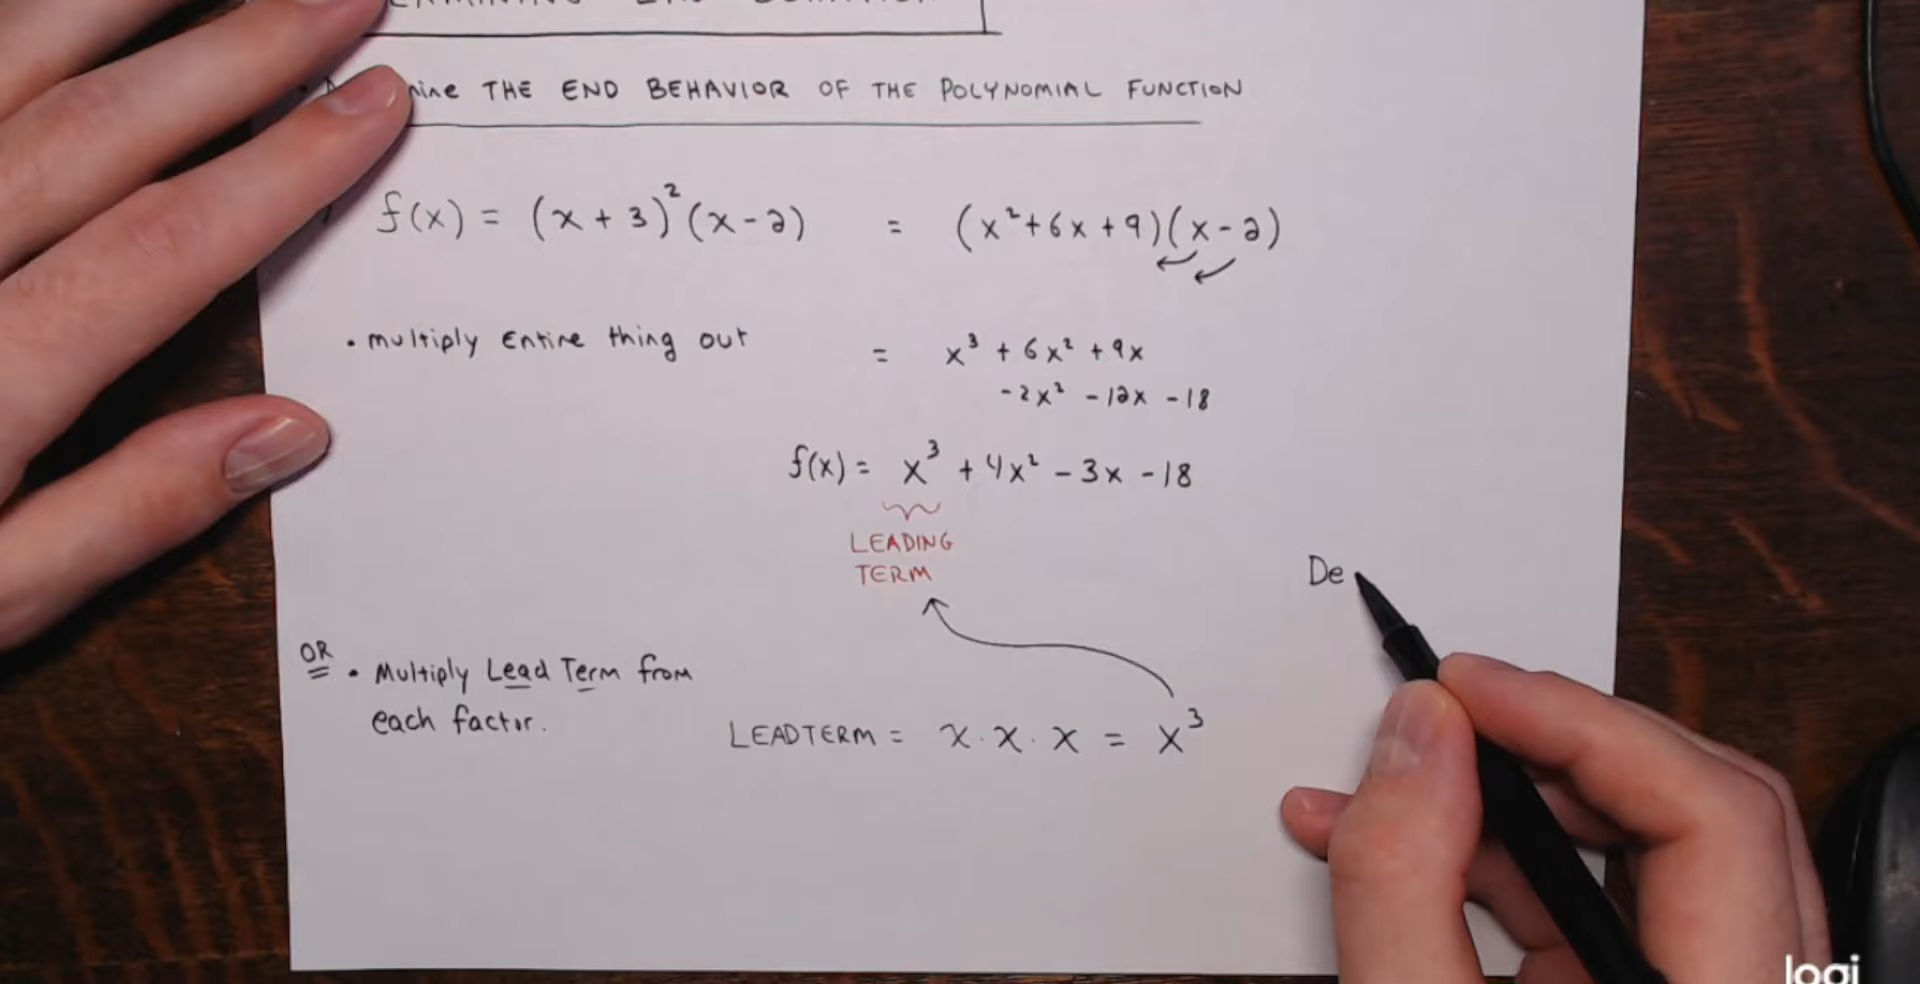 THE END BEHAVIOR OF THE POLYNOMIAL FUNCTION
f(x) = (x + 3)² (x - 2) = (x² + 6x + 9)(x - 2)
• multiply Entire thing out
= x³ + 6x² + 9x
-2x² - 12x - 18
f(x) = x³ + 4x² - 3x - 18
LEADING
TERM
De
OR • Multiply Lead Term from
each factor.
LEAD TERM = x · x · x = x³
logi